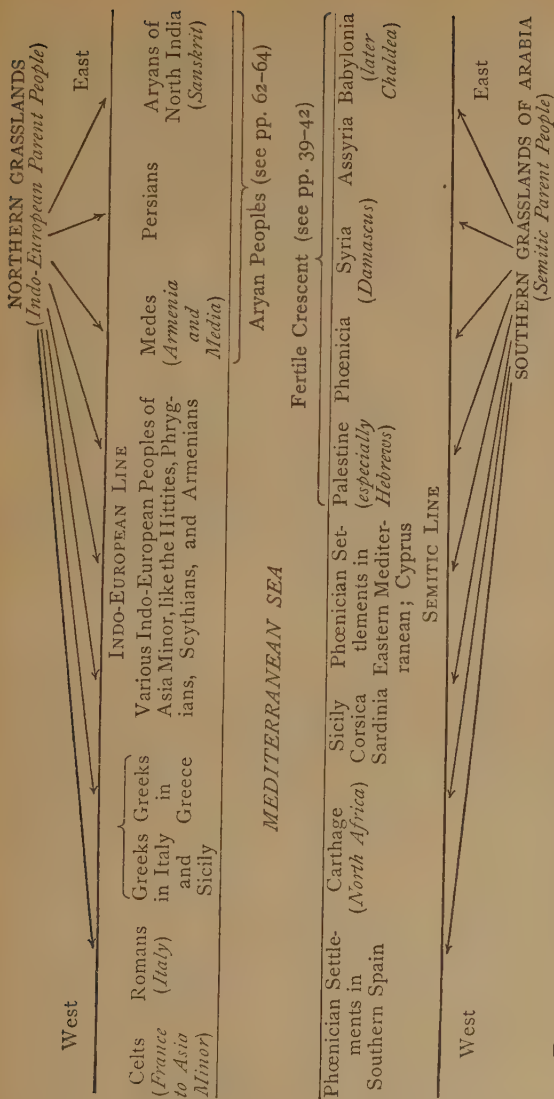 NORTHERN GRASSLANDS
(Indo-European Parent People)
West
East
INDO-EUROPEAN LINE
Celts
(France
to Asia
Minor)
Romans
(Italy)
Greeks
in Italy
and
Sicily
Greeks
in
Greece
Various Indo-European Peoples of
Asia Minor, like the Hittites, Phryg-
ians, Scythians, and Armenians
Medes
(Armenia
and
Media)
Persians
Aryans of
North India
(Sanskrit)
Aryan Peoples (see pp. 62–64)
MEDITERRANEAN SEA
Fertile Crescent (see pp. 39–42)
Phœnician Settle-
ments in
Southern Spain
Carthage
(North Africa)
Sicily
Corsica
Sardinia
Phœnician Set-
tlements in
Eastern Mediter-
ranean; Cyprus
Palestine
(especially
Hebrews)
Phœnicia
Syria
(Damascus)
Assyria
Babylonia
(later
Chaldea)
SEMITIC LINE
West
East
SOUTHERN GRASSLANDS OF ARABIA
(Semitic Parent People)